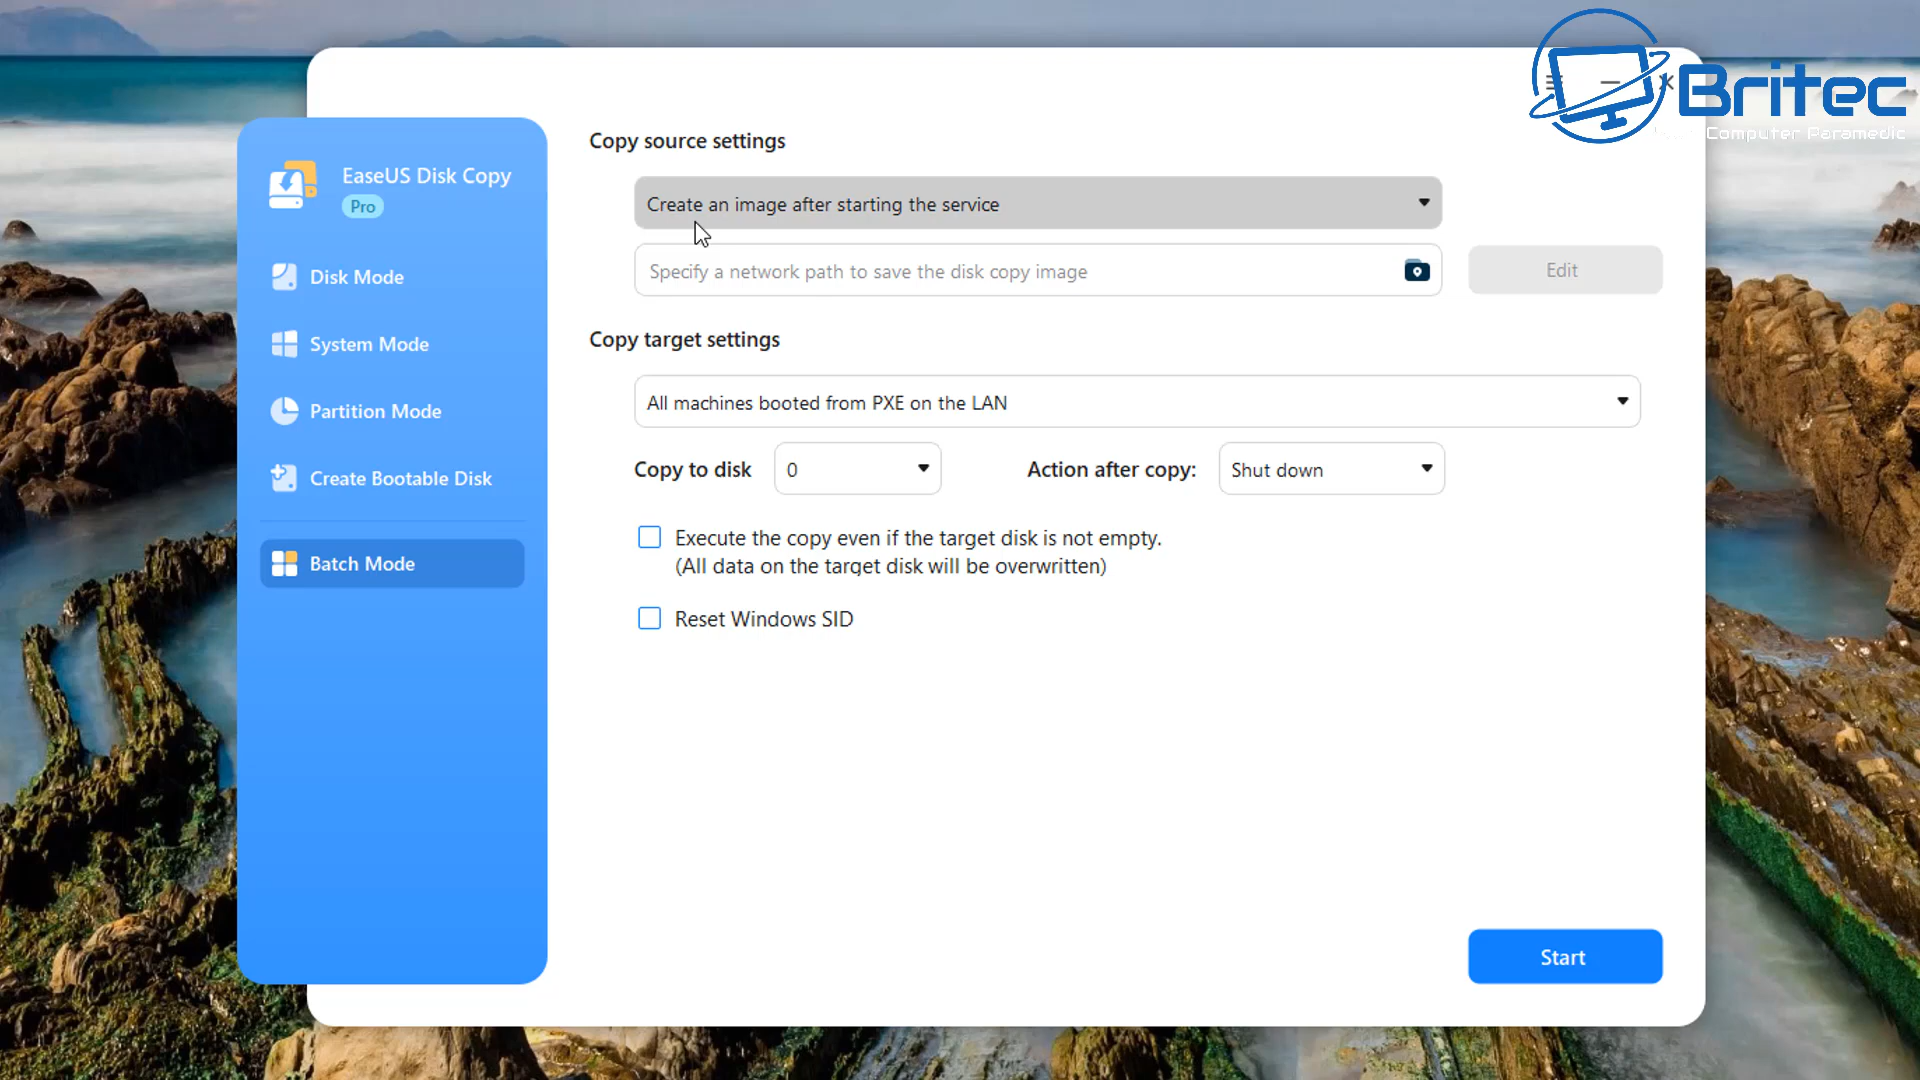 Britec
Computer Paramedic
EaseUS Disk Copy
Pro
Disk Mode
System Mode
Partition Mode
Create Bootable Disk
Batch Mode
Copy source settings
Create an image after starting the service
Specify a network path to save the disk copy image
Edit
Copy target settings
All machines booted from PXE on the LAN
Copy to disk 0 Action after copy: Shut down
Execute the copy even if the target disk is not empty.
(All data on the target disk will be overwritten)
Reset Windows SID
Start